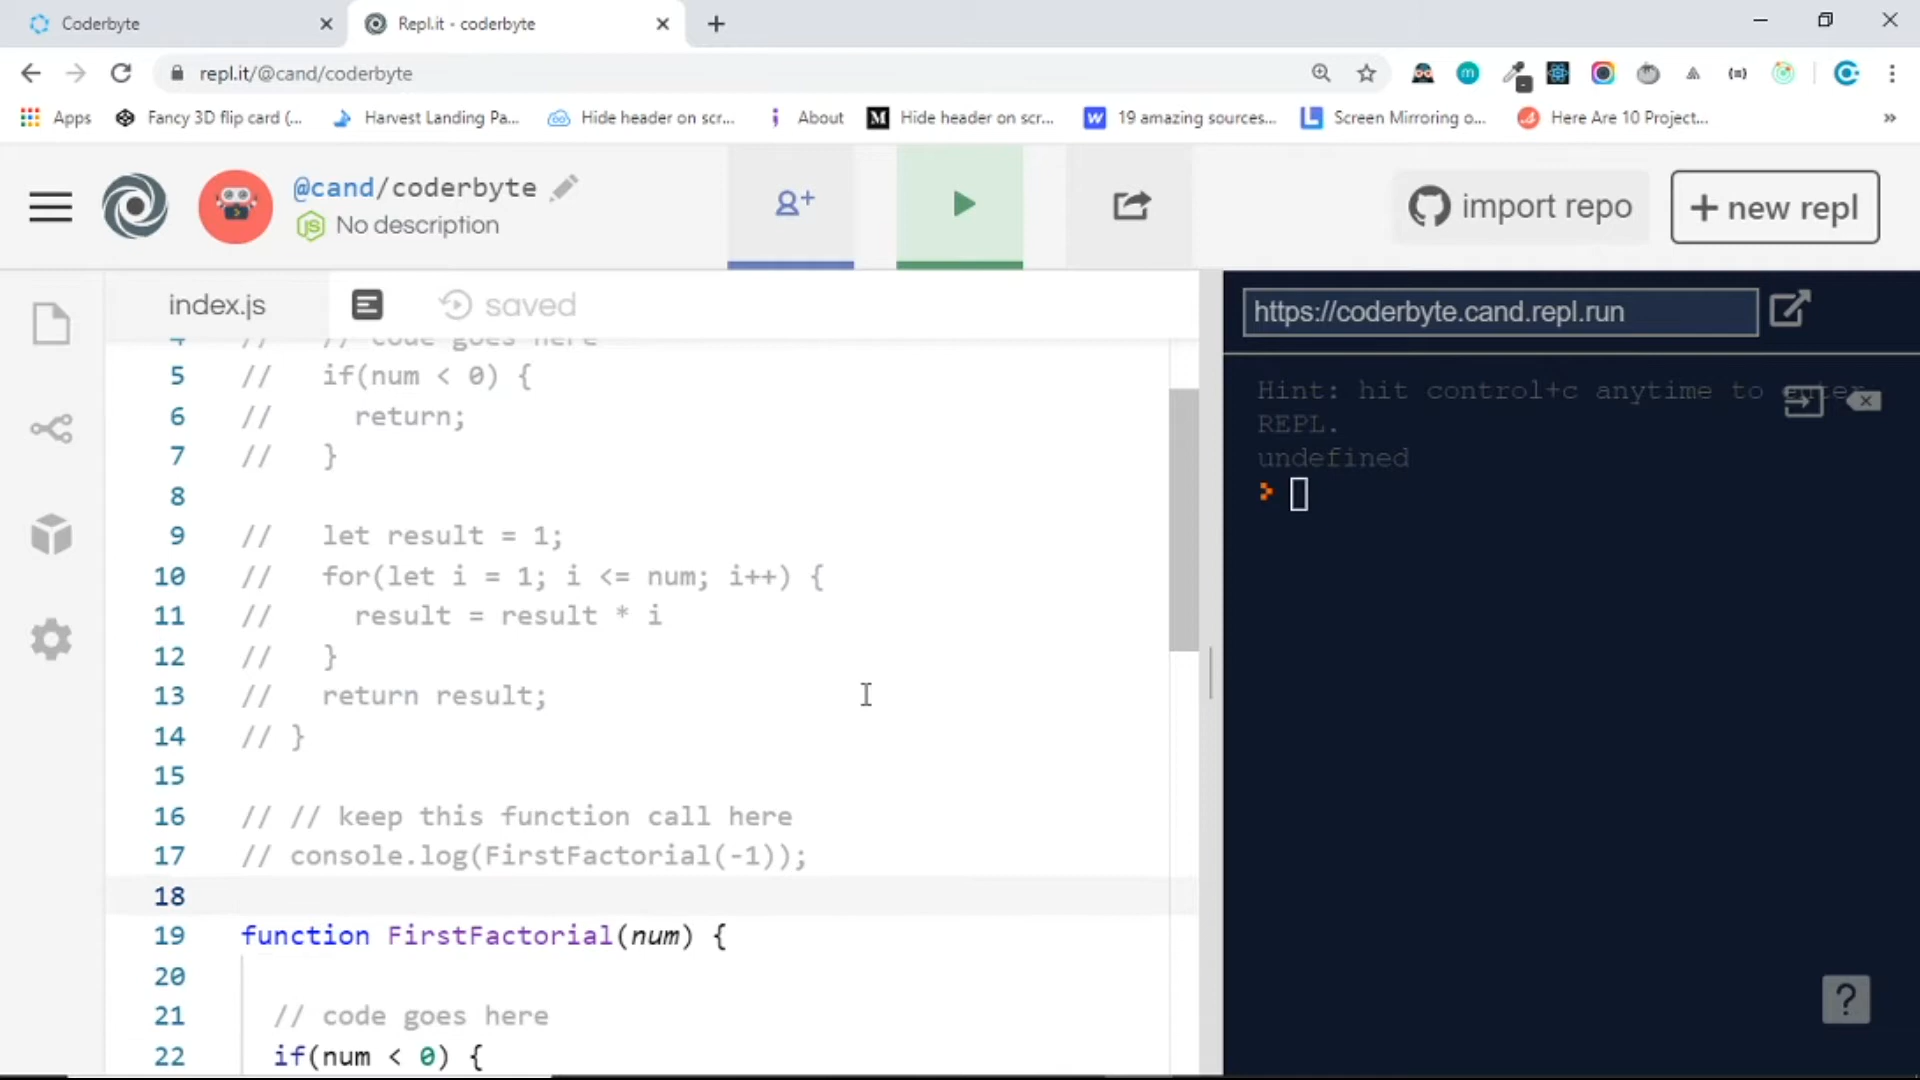 Coderbyte
Repl.it - coderbyte
repl.it/@cand/coderbyte
Apps
Fancy 3D flip card (...
Harvest Landing Pa...
Hide header on scr...
About
Hide header on scr...
19 amazing sources...
Screen Mirroring o...
Here Are 10 Project...
@cand/coderbyte
No description
import repo
+ new repl
index.js
saved
https://coderbyte.cand.repl.run
4 // // code goes here
5 // if(num < 0) {
6 // return;
7 // }
8
9 // let result = 1;
10 // for(let i = 1; i <= num; i++) {
11 // result = result * i
12 // }
13 // return result;
14 // }
15
16 // // keep this function call here
17 // console.log(FirstFactorial(-1));
18
19 function FirstFactorial(num) {
20
21 // code goes here
22 if(num < 0) {
Hint: hit control+c anytime to enter
REPL.
undefined
>
?